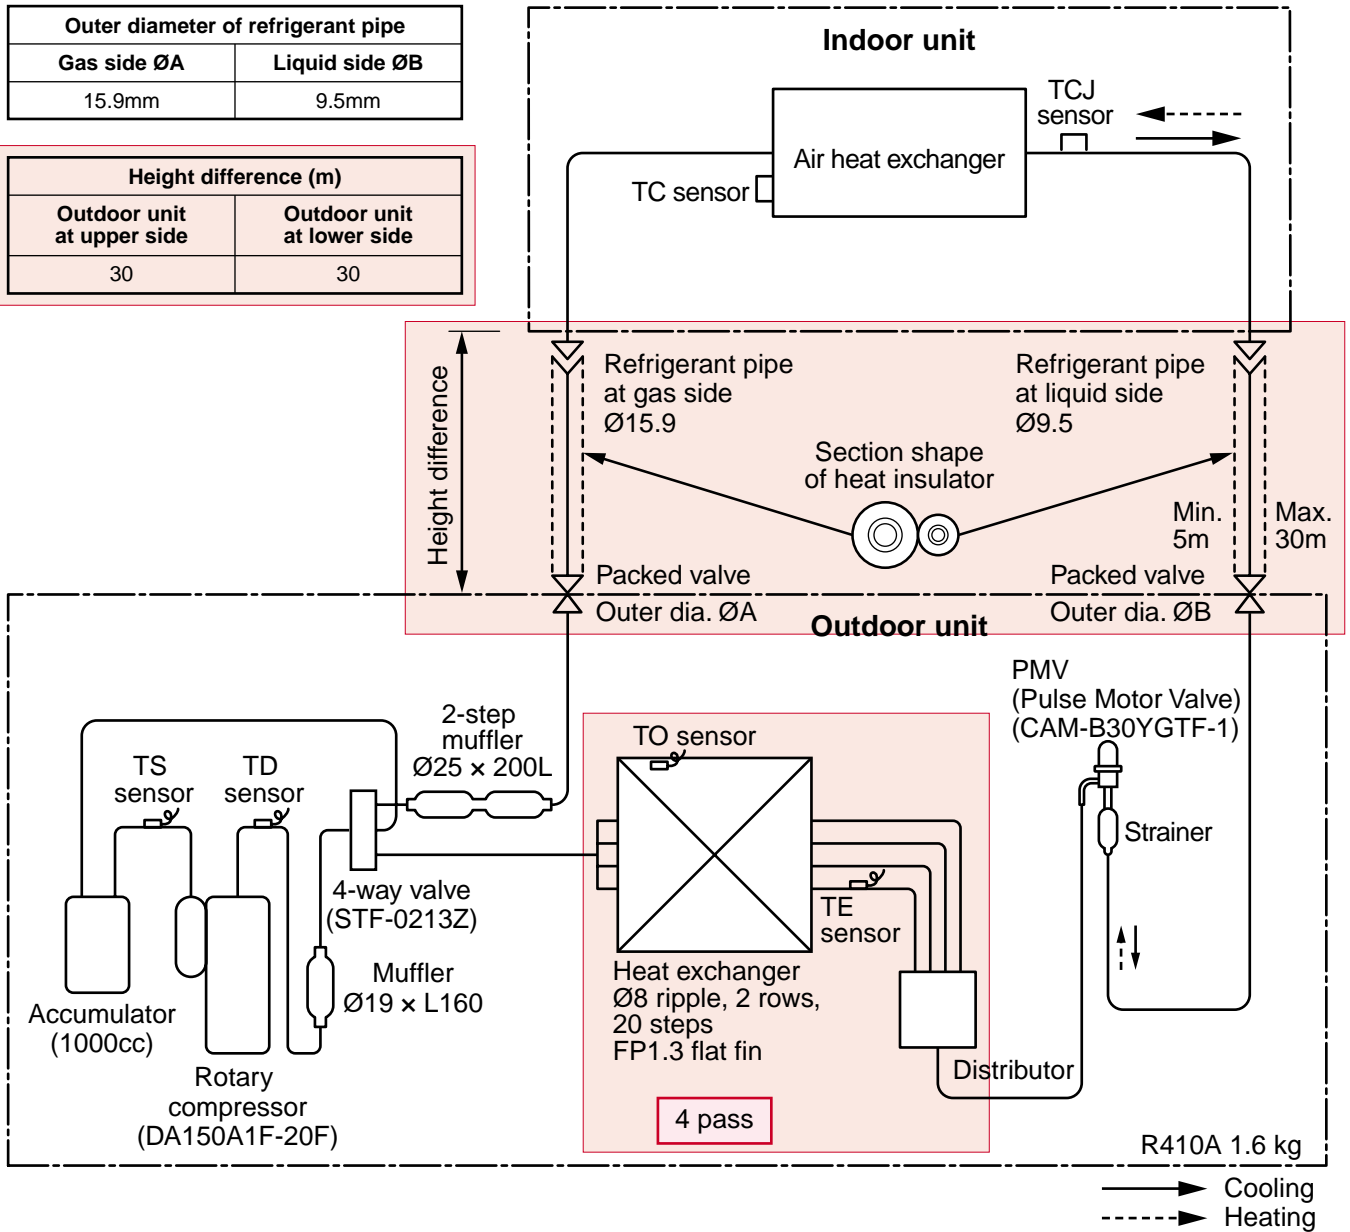 Outer diameter of refrigerant pipe
Gas side ØA
Liquid side ØB
15.9mm
9.5mm
Height difference (m)
Outdoor unit
at upper side
Outdoor unit
at lower side
30
30
Indoor unit
TCJ
sensor
Air heat exchanger
TC sensor
Height difference
Refrigerant pipe
at gas side
Ø15.9
Refrigerant pipe
at liquid side
Ø9.5
Section shape
of heat insulator
Min.
5m
Max.
30m
Packed valve
Outer dia. ØA
Packed valve
Outer dia. ØB
Outdoor unit
PMV
(Pulse Motor Valve)
(CAM-B30YGTF-1)
2-step
muffler
Ø25 × 200L
TO sensor
TS
sensor
TD
sensor
Strainer
4-way valve
(STF-0213Z)
TE
sensor
Muffler
Ø19 × L160
Heat exchanger
Ø8 ripple, 2 rows,
20 steps
FP1.3 flat fin
Accumulator
(1000cc)
Distributor
Rotary
compressor
(DA150A1F-20F)
4 pass
R410A 1.6 kg
Cooling
Heating